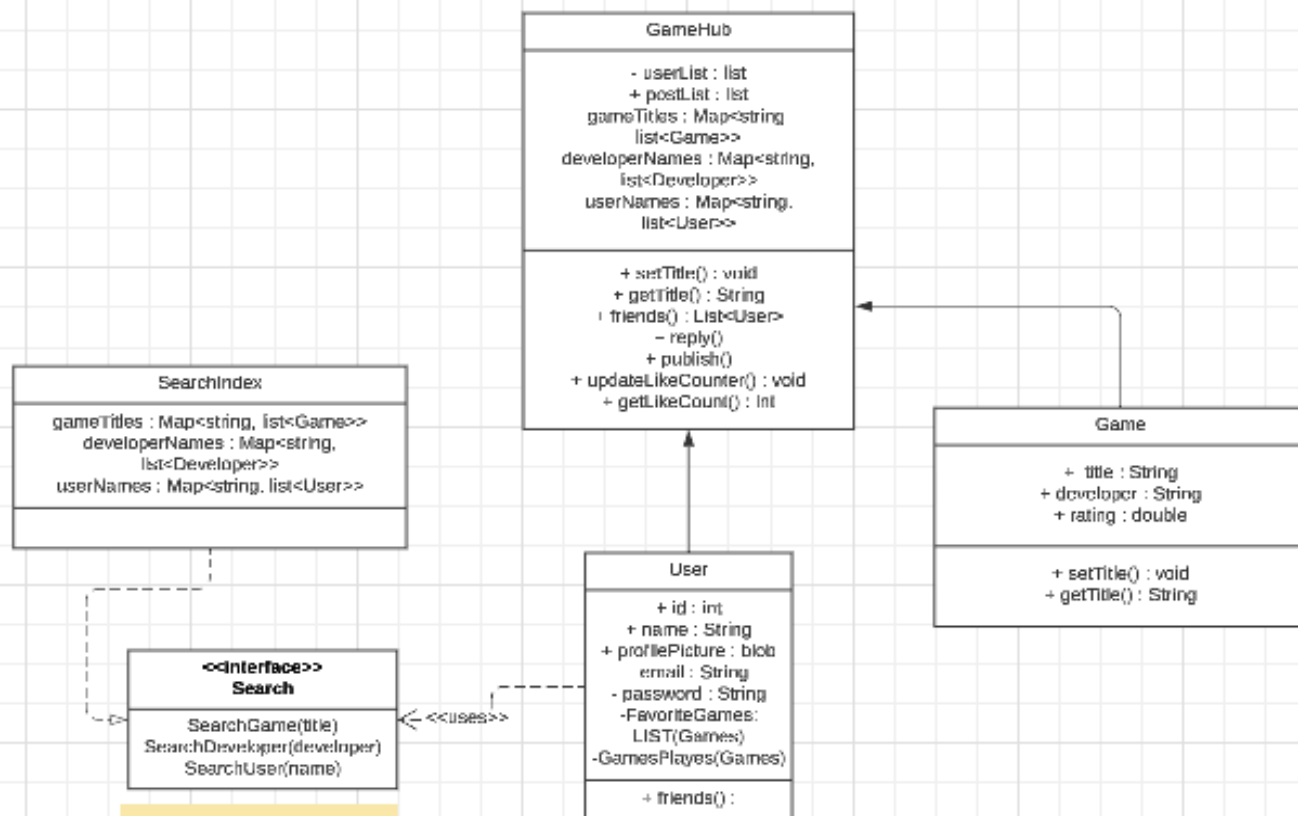 GameHub
- userList : list
+ postList : list
gameTitles : Map<string
list<Game>>
developerNames : Map<string,
list<Developer>>
userNames : Map<string.
list<User>>
+ setTitle() : void
+ getTitle() : String
+ friends() : List<User>
– reply()
+ publish()
+ updateLikeCounter() : void
+ getLikeCount() : Int
SearchIndex
gameTitles : Map<string, list<Game>>
developerNames : Map<string,
list<Developer>>
userNames : Map<string. list<User>>
Game
+ title : String
+ developer : String
+ rating : double
+ setTitle() : void
+ getTitle() : String
User
+ id : int
+ name : String
+ profilePicture : blob
email : String
- password : String
-FavoriteGames:
LIST(Games)
-GamesPlayes(Games)
+ friends() :
<<Interface>>
Search
SearchGame(title)
SearchDeveloper(developer)
SearchUser(name)
<<uses>>